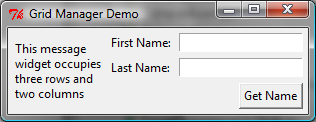 Grid Manager Demo
This message
widget occupies
three rows and
two columns
First Name:
Last Name:
Get Name